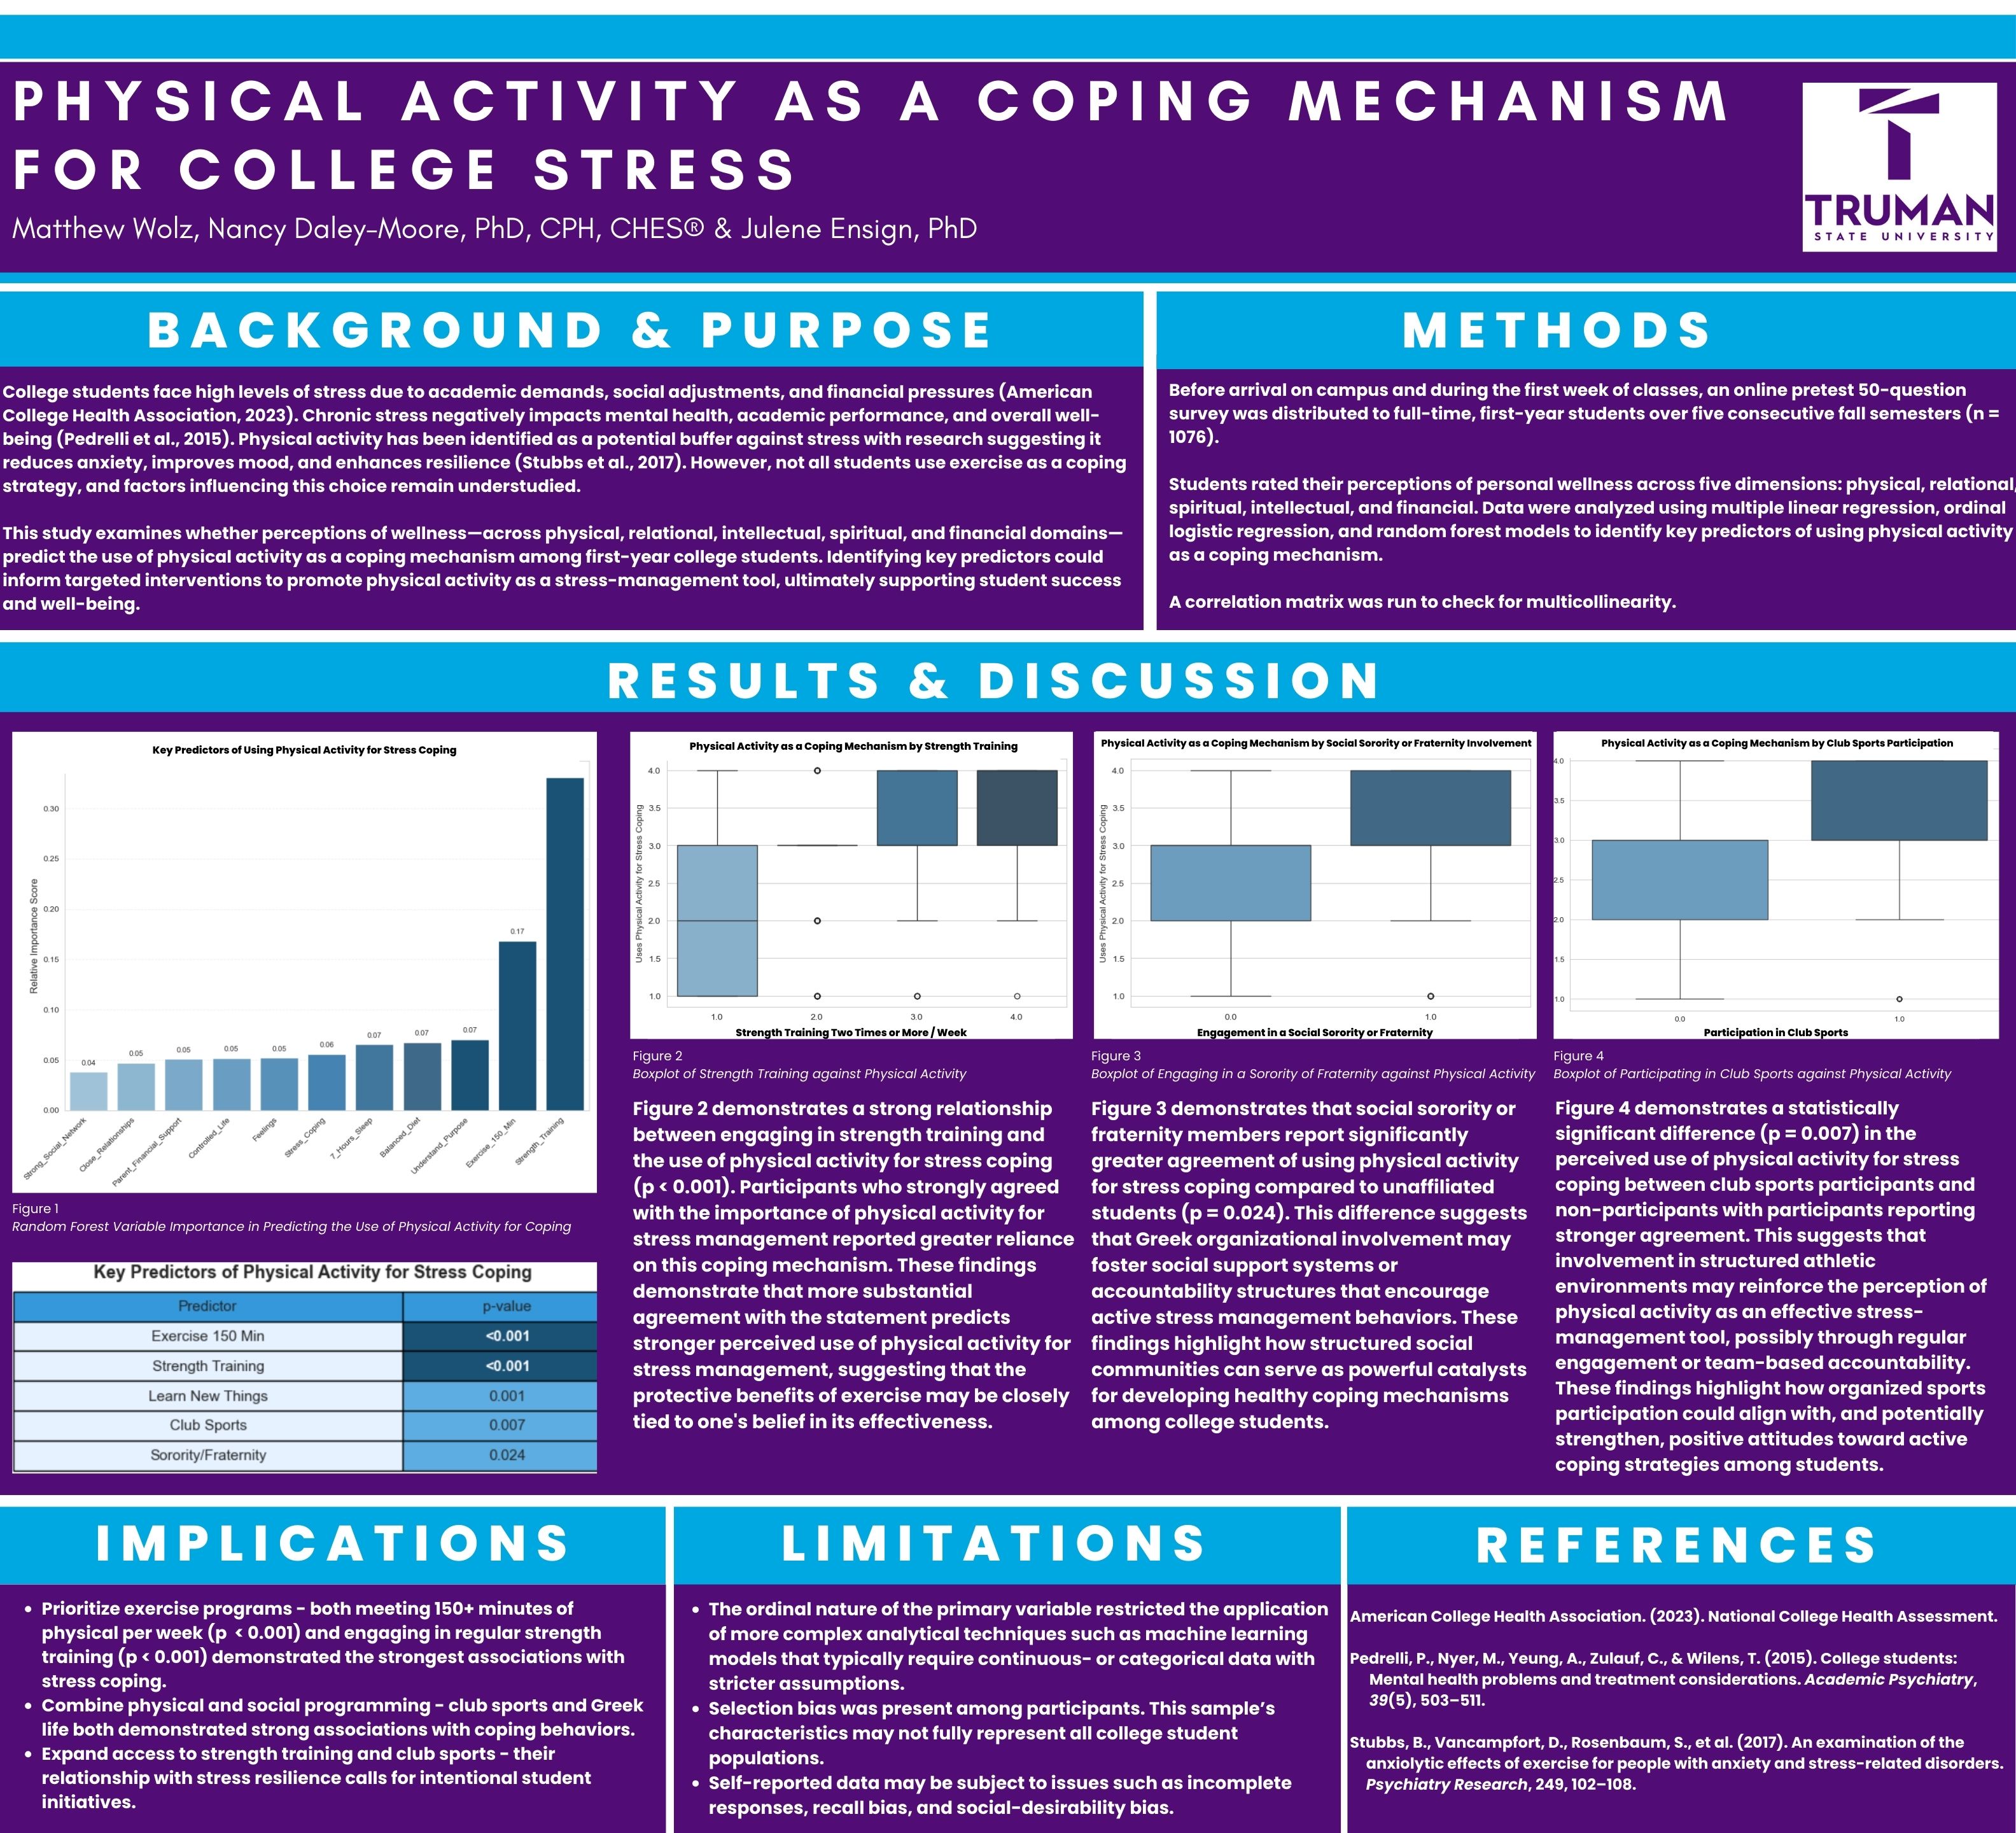 PHYSICAL ACTIVITY AS A COPING MECHANISM
FOR COLLEGE STRESS
Matthew Wolz, Nancy Daley-Moore, PhD, CPH, CHES® & Julene Ensign, PhD
TRUMAN
STATE UNIVERSITY
BACKGROUND & PURPOSE
College students face high levels of stress due to academic demands, social adjustments, and financial pressures (American
College Health Association, 2023). Chronic stress negatively impacts mental health, academic performance, and overall well-
being (Pedrelli et al., 2015). Physical activity has been identified as a potential buffer against stress with research suggesting it
reduces anxiety, improves mood, and enhances resilience (Stubbs et al., 2017). However, not all students use exercise as a coping
strategy, and factors influencing this choice remain understudied.
This study examines whether perceptions of wellness—across physical, relational, intellectual, spiritual, and financial domains—
predict the use of physical activity as a coping mechanism among first-year college students. Identifying key predictors could
inform targeted interventions to promote physical activity as a stress-management tool, ultimately supporting student success
and well-being.
METHODS
Before arrival on campus and during the first week of classes, an online pretest 50-question
survey was distributed to full-time, first-year students over five consecutive fall semesters (n =
1076).
Students rated their perceptions of personal wellness across five dimensions: physical, relational,
spiritual, intellectual, and financial. Data were analyzed using multiple linear regression, ordinal
logistic regression, and random forest models to identify key predictors of using physical activity
as a coping mechanism.
A correlation matrix was run to check for multicollinearity.
RESULTS & DISCUSSION
Key Predictors of Using Physical Activity for Stress Coping
Relative Importance Score
0.30
0.25
0.20
0.15
0.10
0.05
0.00
0.04
0.05
0.05
0.05
0.05
0.06
0.07
0.07
0.07
0.17
Strong_Social_Network
Close_Relationships
Parent_Financial_Support
Controlled_Life
Feelings
Stress_Coping
7_Hours_Sleep
Balanced_Diet
Understand_Purpose
Exercise_150_Min
Strength_Training
Figure 1
Random Forest Variable Importance in Predicting the Use of Physical Activity for Coping
Key Predictors of Physical Activity for Stress Coping
Predictor p-value
Exercise 150 Min <0.001
Strength Training <0.001
Learn New Things 0.001
Club Sports 0.007
Sorority/Fraternity 0.024
Physical Activity as a Coping Mechanism by Strength Training
Uses Physical Activity for Stress Coping
4.0
3.5
3.0
2.5
2.0
1.5
1.0
1.0 2.0 3.0 4.0
Strength Training Two Times or More / Week
Figure 2
Boxplot of Strength Training against Physical Activity
Figure 2 demonstrates a strong relationship
between engaging in strength training and
the use of physical activity for stress coping
(p < 0.001). Participants who strongly agreed
with the importance of physical activity for
stress management reported greater reliance
on this coping mechanism. These findings
demonstrate that more substantial
agreement with the statement predicts
stronger perceived use of physical activity for
stress management, suggesting that the
protective benefits of exercise may be closely
tied to one's belief in its effectiveness.
Physical Activity as a Coping Mechanism by Social Sorority or Fraternity Involvement
Uses Physical Activity for Stress Coping
4.0
3.5
3.0
2.5
2.0
1.5
1.0
0.0 1.0
Engagement in a Social Sorority or Fraternity
Figure 3
Boxplot of Engaging in a Sorority of Fraternity against Physical Activity
Figure 3 demonstrates that social sorority or
fraternity members report significantly
greater agreement of using physical activity
for stress coping compared to unaffiliated
students (p = 0.024). This difference suggests
that Greek organizational involvement may
foster social support systems or
accountability structures that encourage
active stress management behaviors. These
findings highlight how structured social
communities can serve as powerful catalysts
for developing healthy coping mechanisms
among college students.
Physical Activity as a Coping Mechanism by Club Sports Participation
4.0
3.5
3.0
2.5
2.0
1.5
1.0
0.0 1.0
Participation in Club Sports
Figure 4
Boxplot of Participating in Club Sports against Physical Activity
Figure 4 demonstrates a statistically
significant difference (p = 0.007) in the
perceived use of physical activity for stress
coping between club sports participants and
non-participants with participants reporting
stronger agreement. This suggests that
involvement in structured athletic
environments may reinforce the perception of
physical activity as an effective stress-
management tool, possibly through regular
engagement or team-based accountability.
These findings highlight how organized sports
participation could align with, and potentially
strengthen, positive attitudes toward active
coping strategies among students.
IMPLICATIONS
• Prioritize exercise programs – both meeting 150+ minutes of
physical per week (p < 0.001) and engaging in regular strength
training (p < 0.001) demonstrated the strongest associations with
stress coping.
• Combine physical and social programming – club sports and Greek
life both demonstrated strong associations with coping behaviors.
• Expand access to strength training and club sports – their
relationship with stress resilience calls for intentional student
initiatives.
LIMITATIONS
• The ordinal nature of the primary variable restricted the application
of more complex analytical techniques such as machine learning
models that typically require continuous- or categorical data with
stricter assumptions.
• Selection bias was present among participants. This sample’s
characteristics may not fully represent all college student
populations.
• Self-reported data may be subject to issues such as incomplete
responses, recall bias, and social-desirability bias.
REFERENCES
American College Health Association. (2023). National College Health Assessment.
Pedrelli, P., Nyer, M., Yeung, A., Zulauf, C., & Wilens, T. (2015). College students:
Mental health problems and treatment considerations. Academic Psychiatry,
39(5), 503–511.
Stubbs, B., Vancampfort, D., Rosenbaum, S., et al. (2017). An examination of the
anxiolytic effects of exercise for people with anxiety and stress-related disorders.
Psychiatry Research, 249, 102–108.